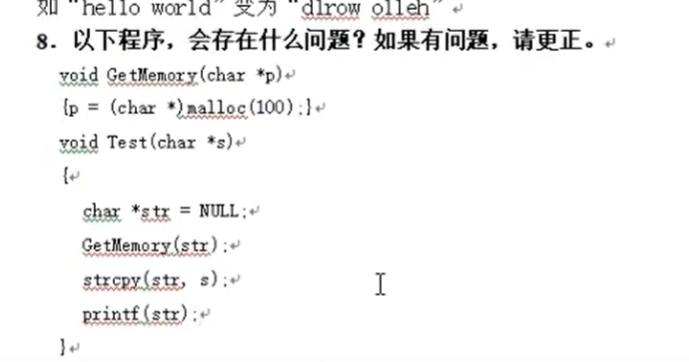 如“hello world”变为“dlrow olleh”
8. 以下程序，会存在什么问题？如果有问题，请更正。
void GetMemory(char *p)
{p = (char *)malloc(100);}
void Test(char *s)
{
char *str = NULL;
GetMemory(str);
strcpy(str, s);
printf(str);
}